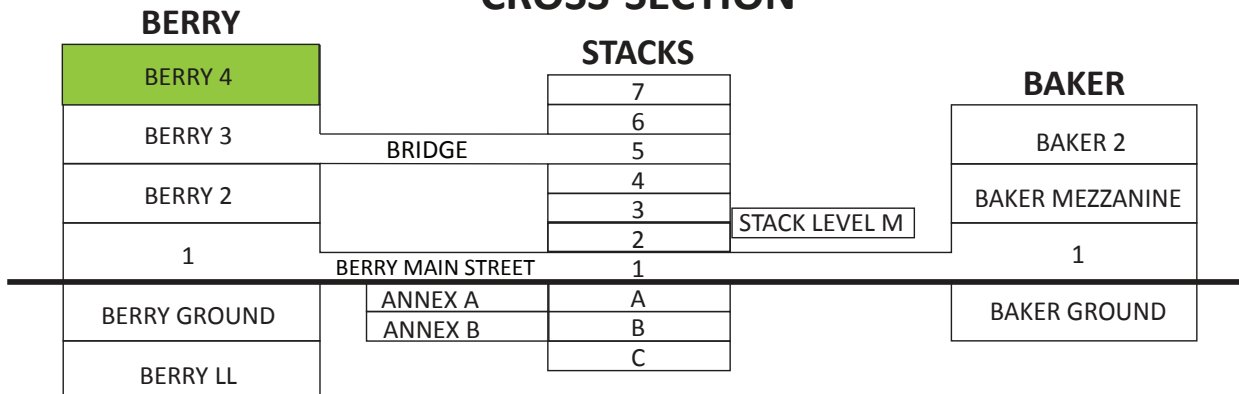 CROSS-SECTION
BERRY
STACKS
BAKER
BERRY 4
7
6
BERRY 3
BRIDGE
5
BAKER 2
4
BERRY 2
3
STACK LEVEL M
BAKER MEZZANINE
2
1
BERRY MAIN STREET
1
1
ANNEX A
A
BERRY GROUND
BAKER GROUND
ANNEX B
B
C
BERRY LL